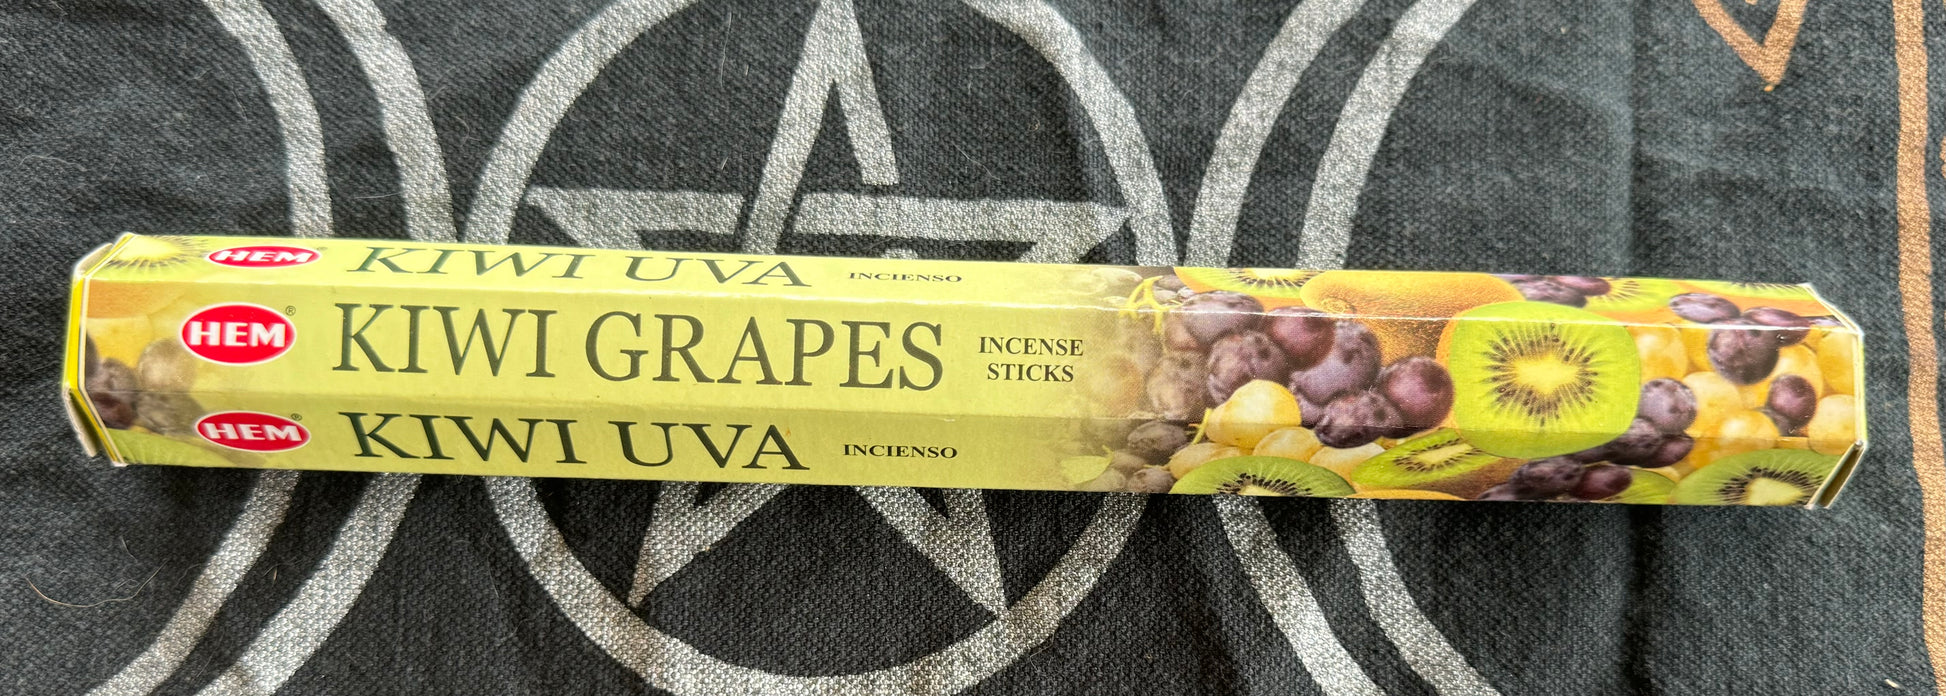 HEM® KIWI UVA INCIENSO
HEM® KIWI GRAPES INCENSE
STICKS
HEM® KIWI UVA INCIENSO